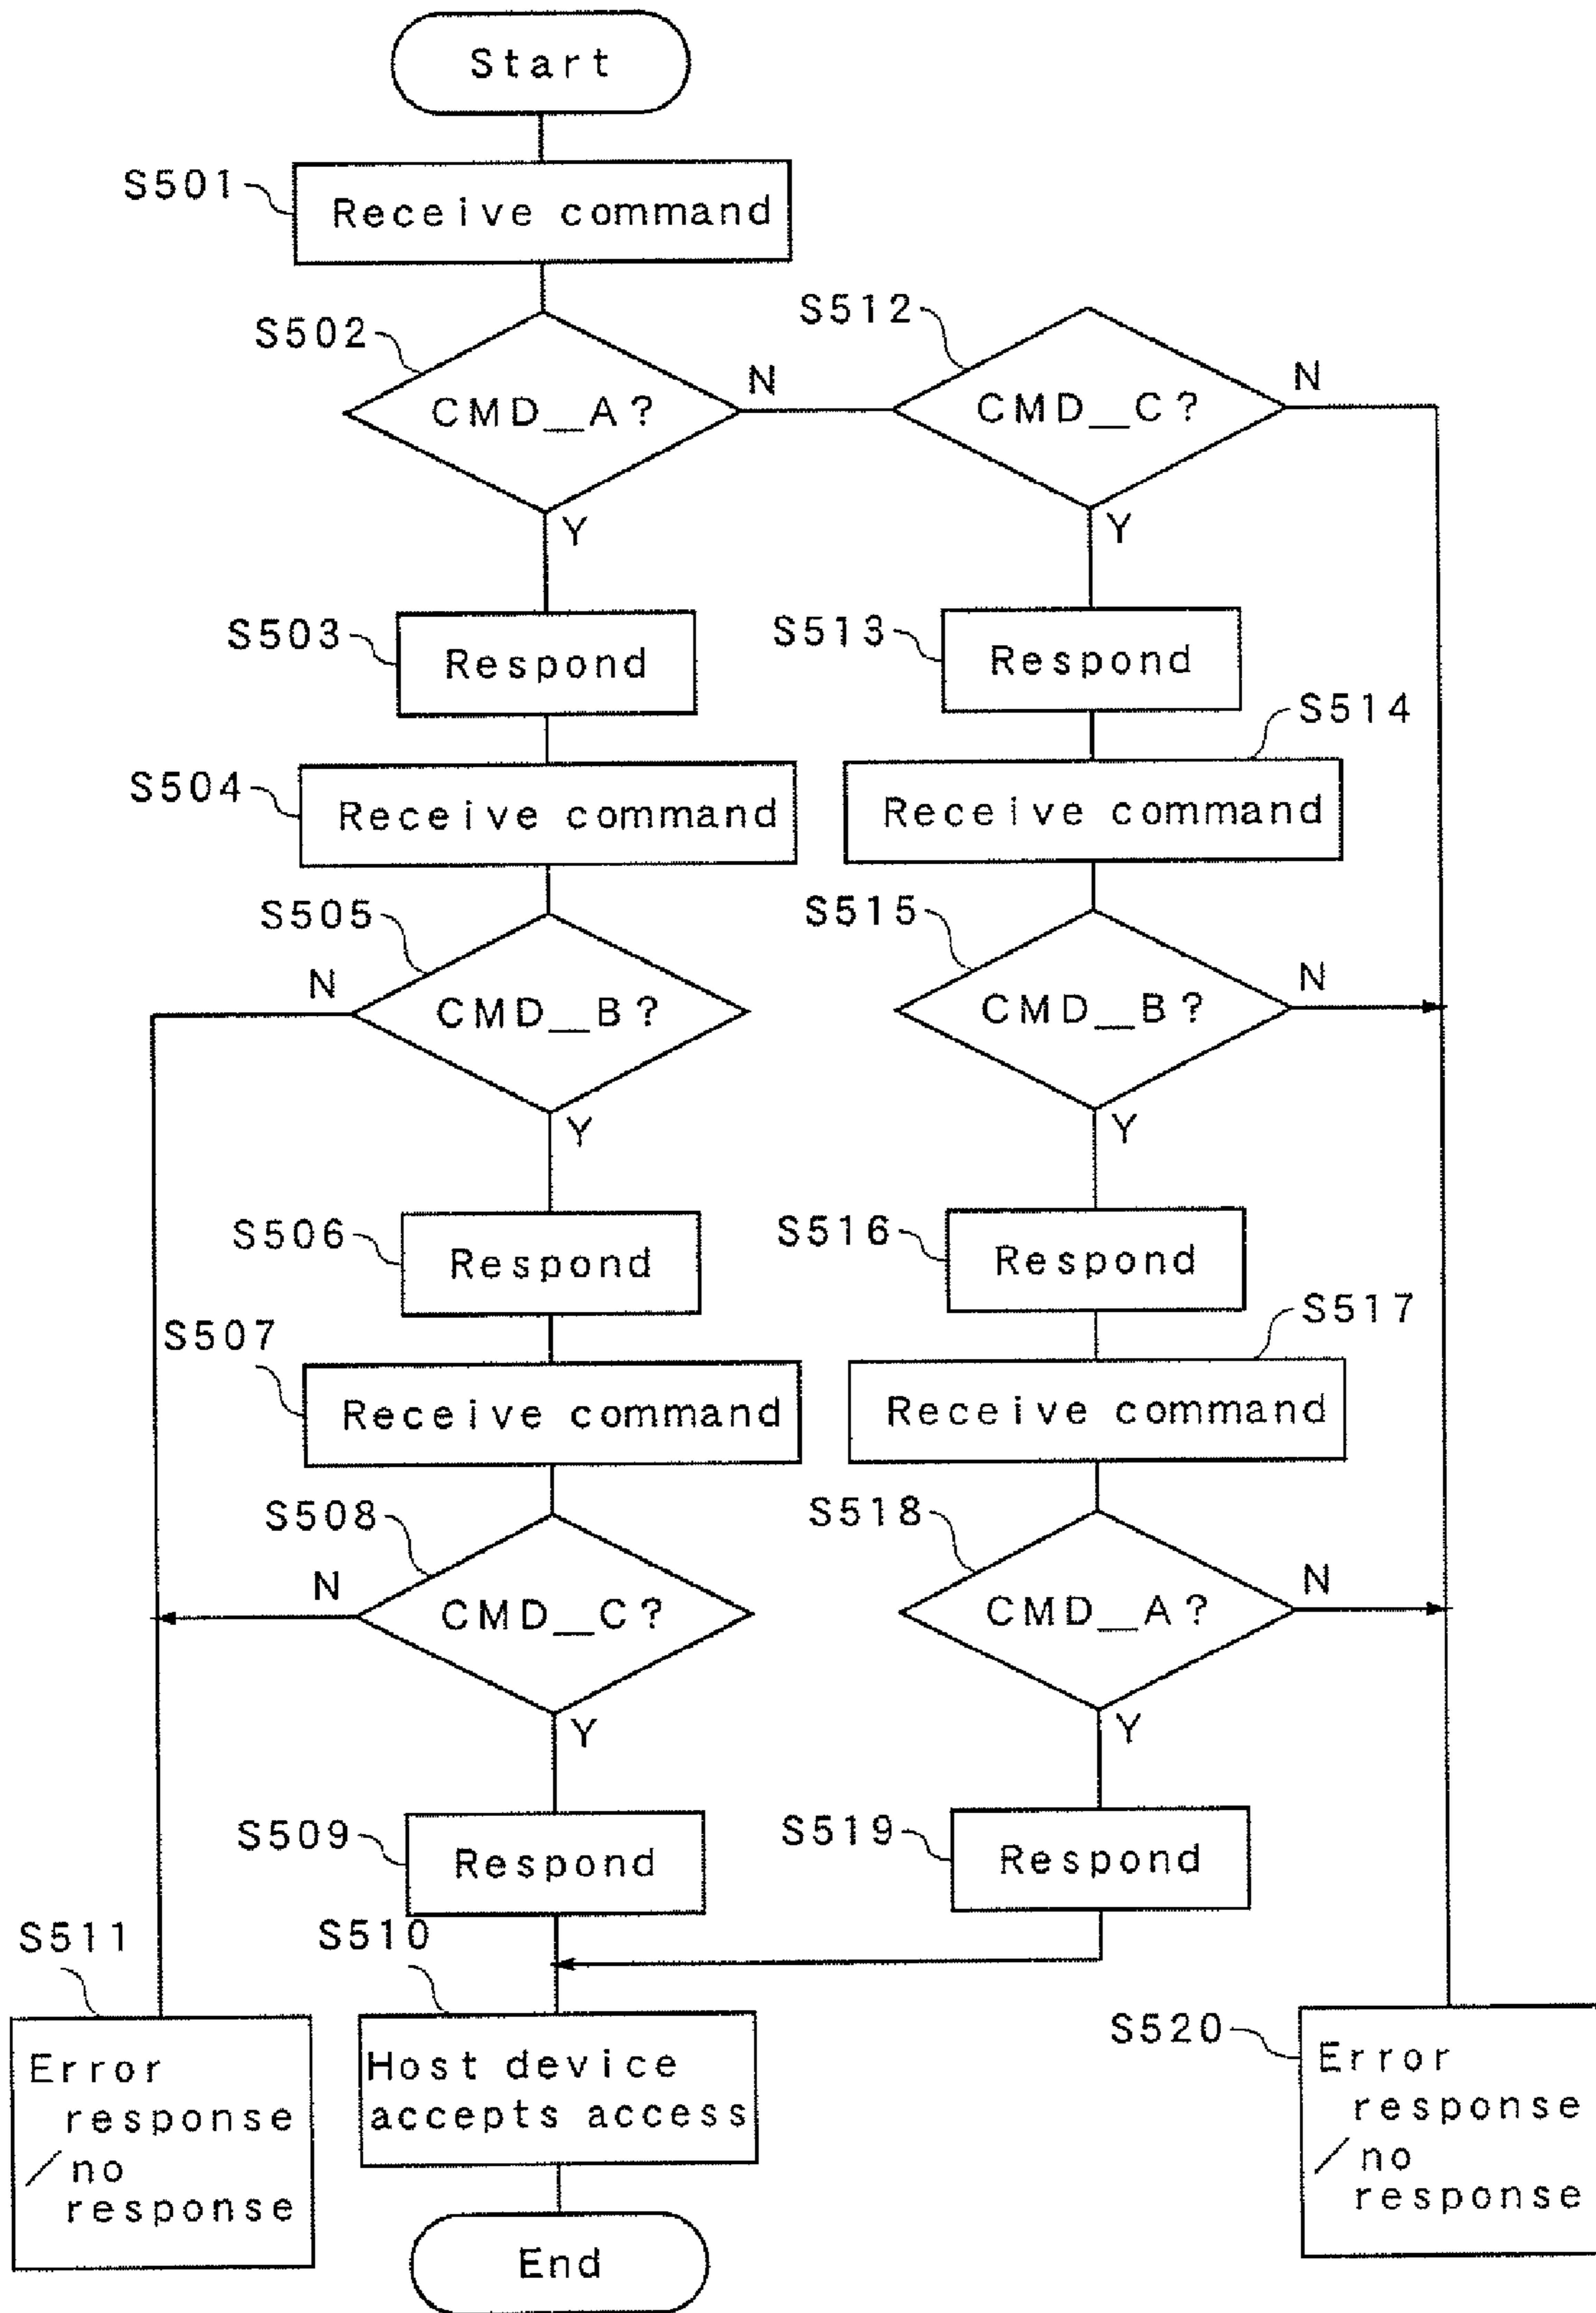 Start
S501
Receive command
S502
CMD_A?
N
Y
S512
CMD_C?
N
Y
S503
Respond
S513
Respond
S504
Receive command
S514
Receive command
S505
CMD_B?
N
Y
S515
CMD_B?
N
Y
S506
Respond
S516
Respond
S507
Receive command
S517
Receive command
S508
CMD_C?
N
Y
S518
CMD_A?
N
Y
S509
Respond
S519
Respond
S511
Error
response
/no
response
S510
Host device
accepts access
S520
Error
response
/no
response
End